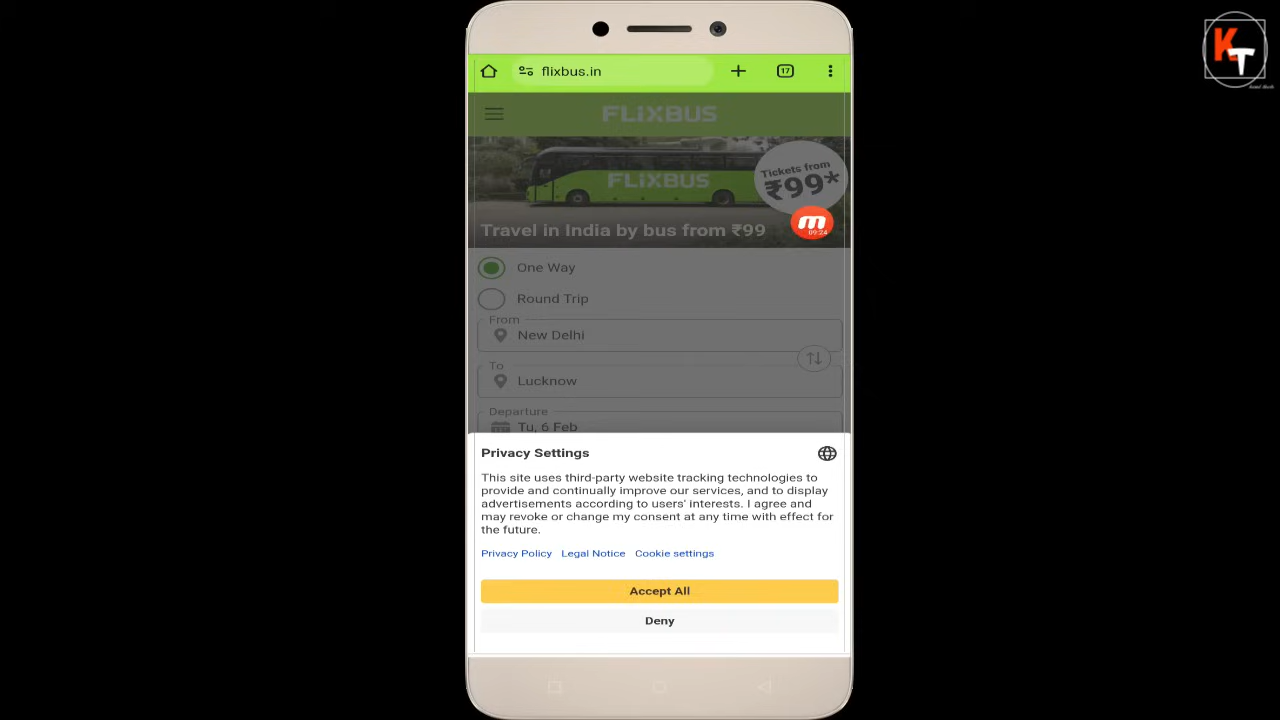 KT
flixbus.in
17
FLiXBUS
Tickets from
₹99*
FLiXBUS
m
09:24
Travel in India by bus from ₹99
One Way
Round Trip
From
New Delhi
To
Lucknow
Departure
Tu, 6 Feb
Privacy Settings
This site uses third-party website tracking technologies to
provide and continually improve our services, and to display
advertisements according to users' interests. I agree and
may revoke or change my consent at any time with effect for
the future.
Privacy Policy Legal Notice Cookie settings
Accept All
Deny